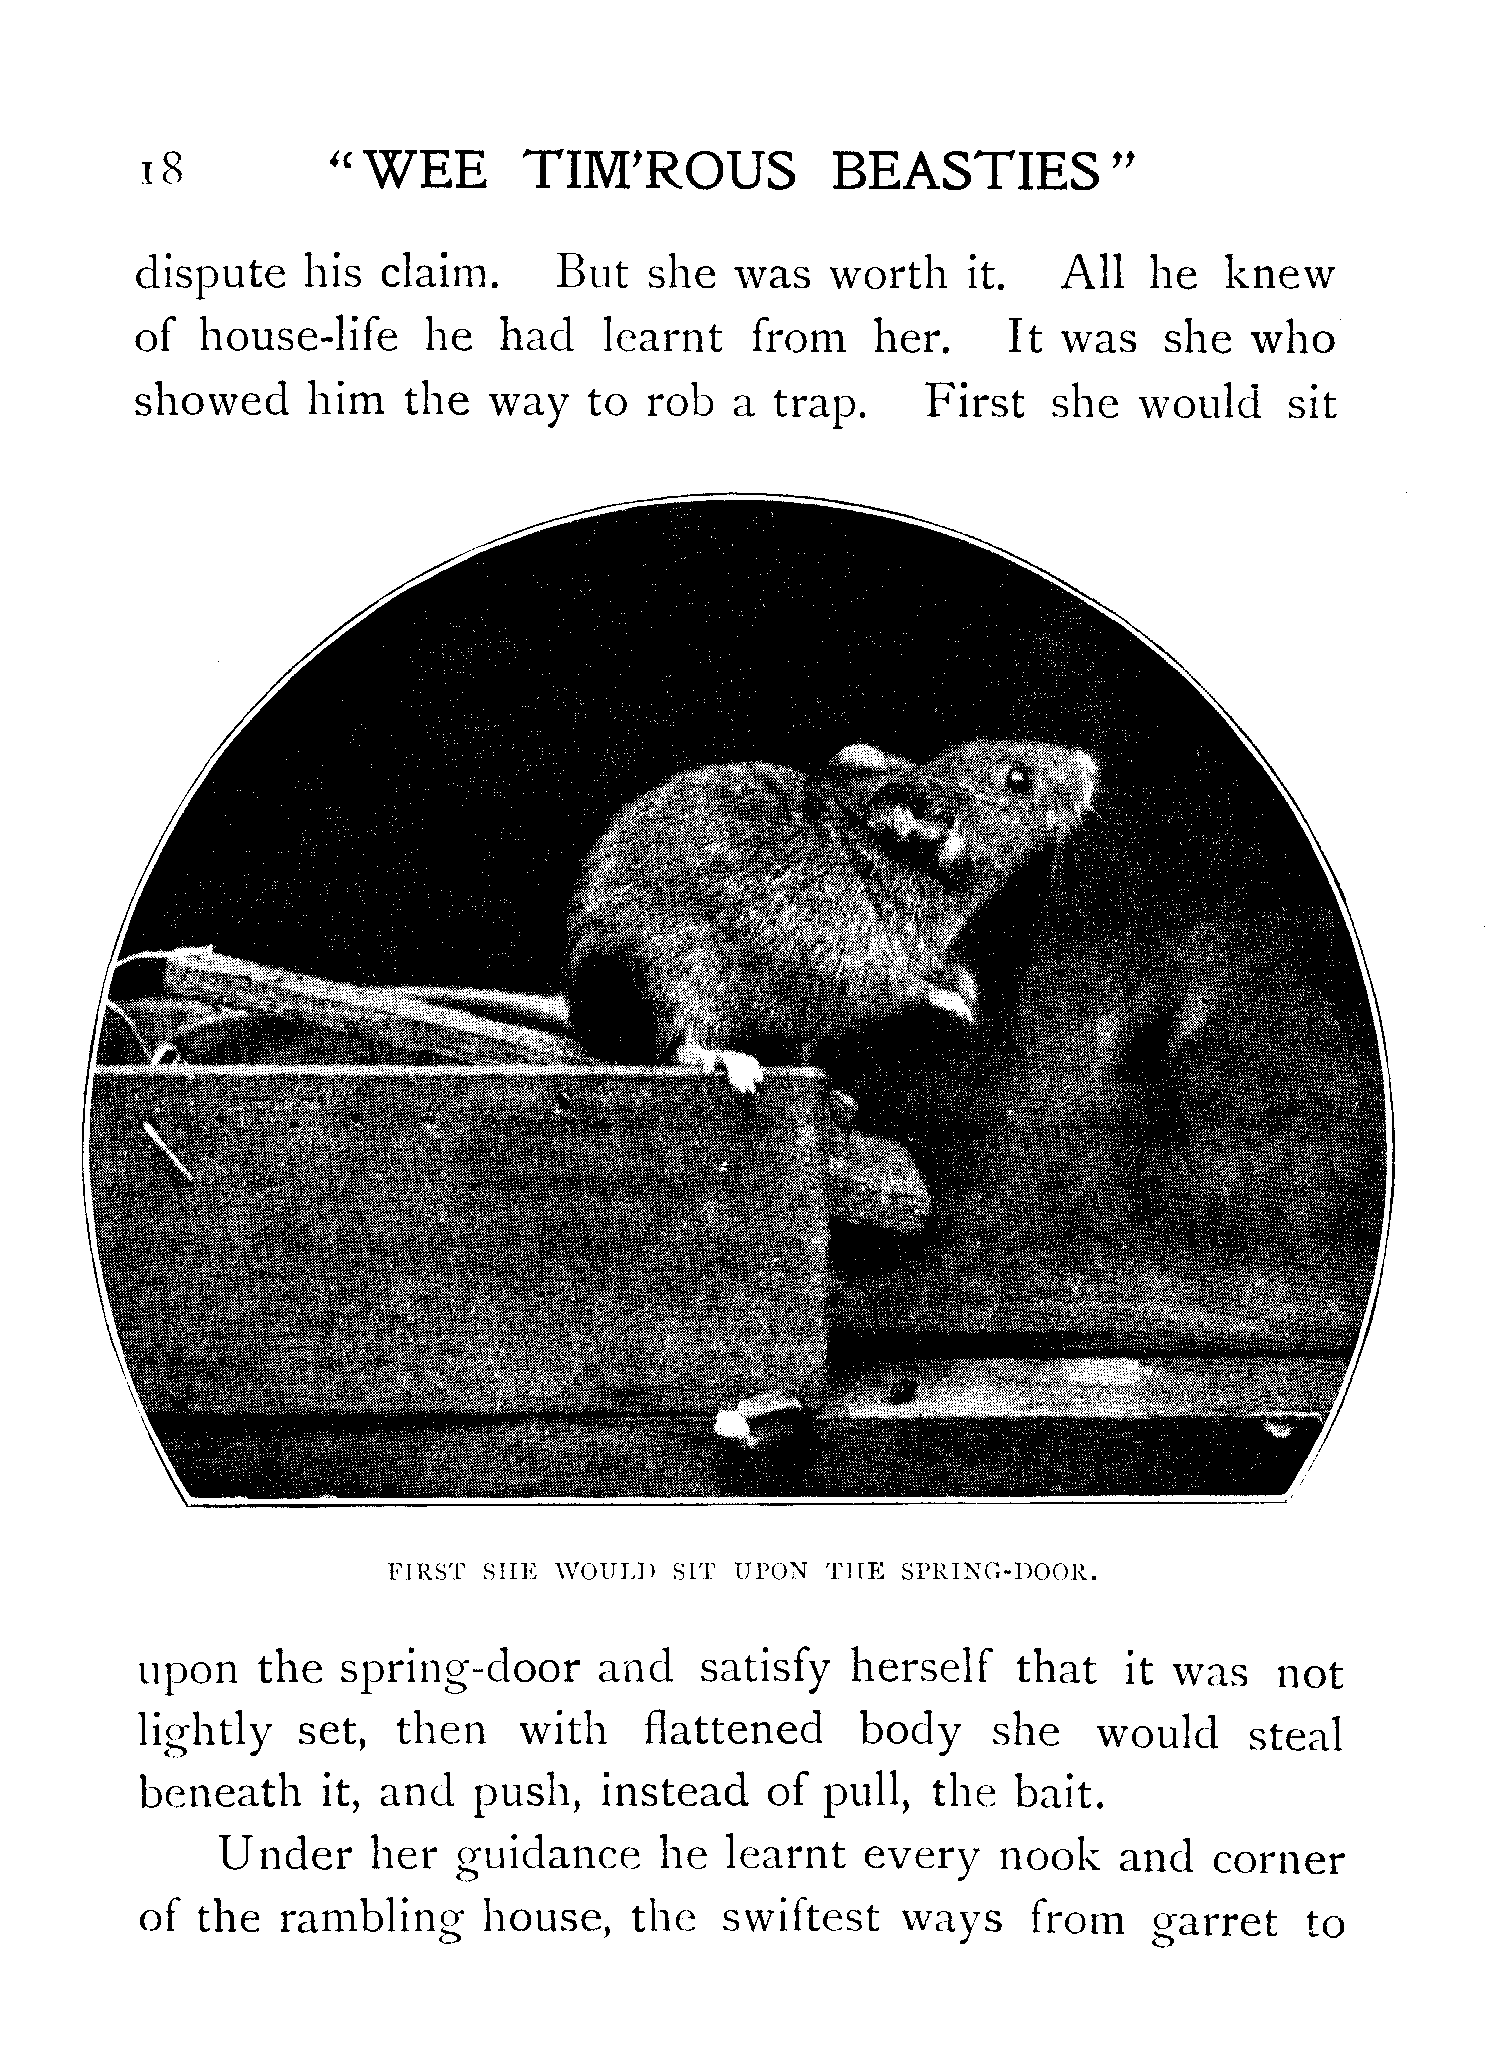 18 "WEE TIM'ROUS BEASTIES"
dispute his claim. But she was worth it. All he knew
of house-life he had learnt from her. It was she who
showed him the way to rob a trap. First she would sit
FIRST SHE WOULD SIT UPON THE SPRING-DOOR.
upon the spring-door and satisfy herself that it was not
lightly set, then with flattened body she would steal
beneath it, and push, instead of pull, the bait.
Under her guidance he learnt every nook and corner
of the rambling house, the swiftest ways from garret to